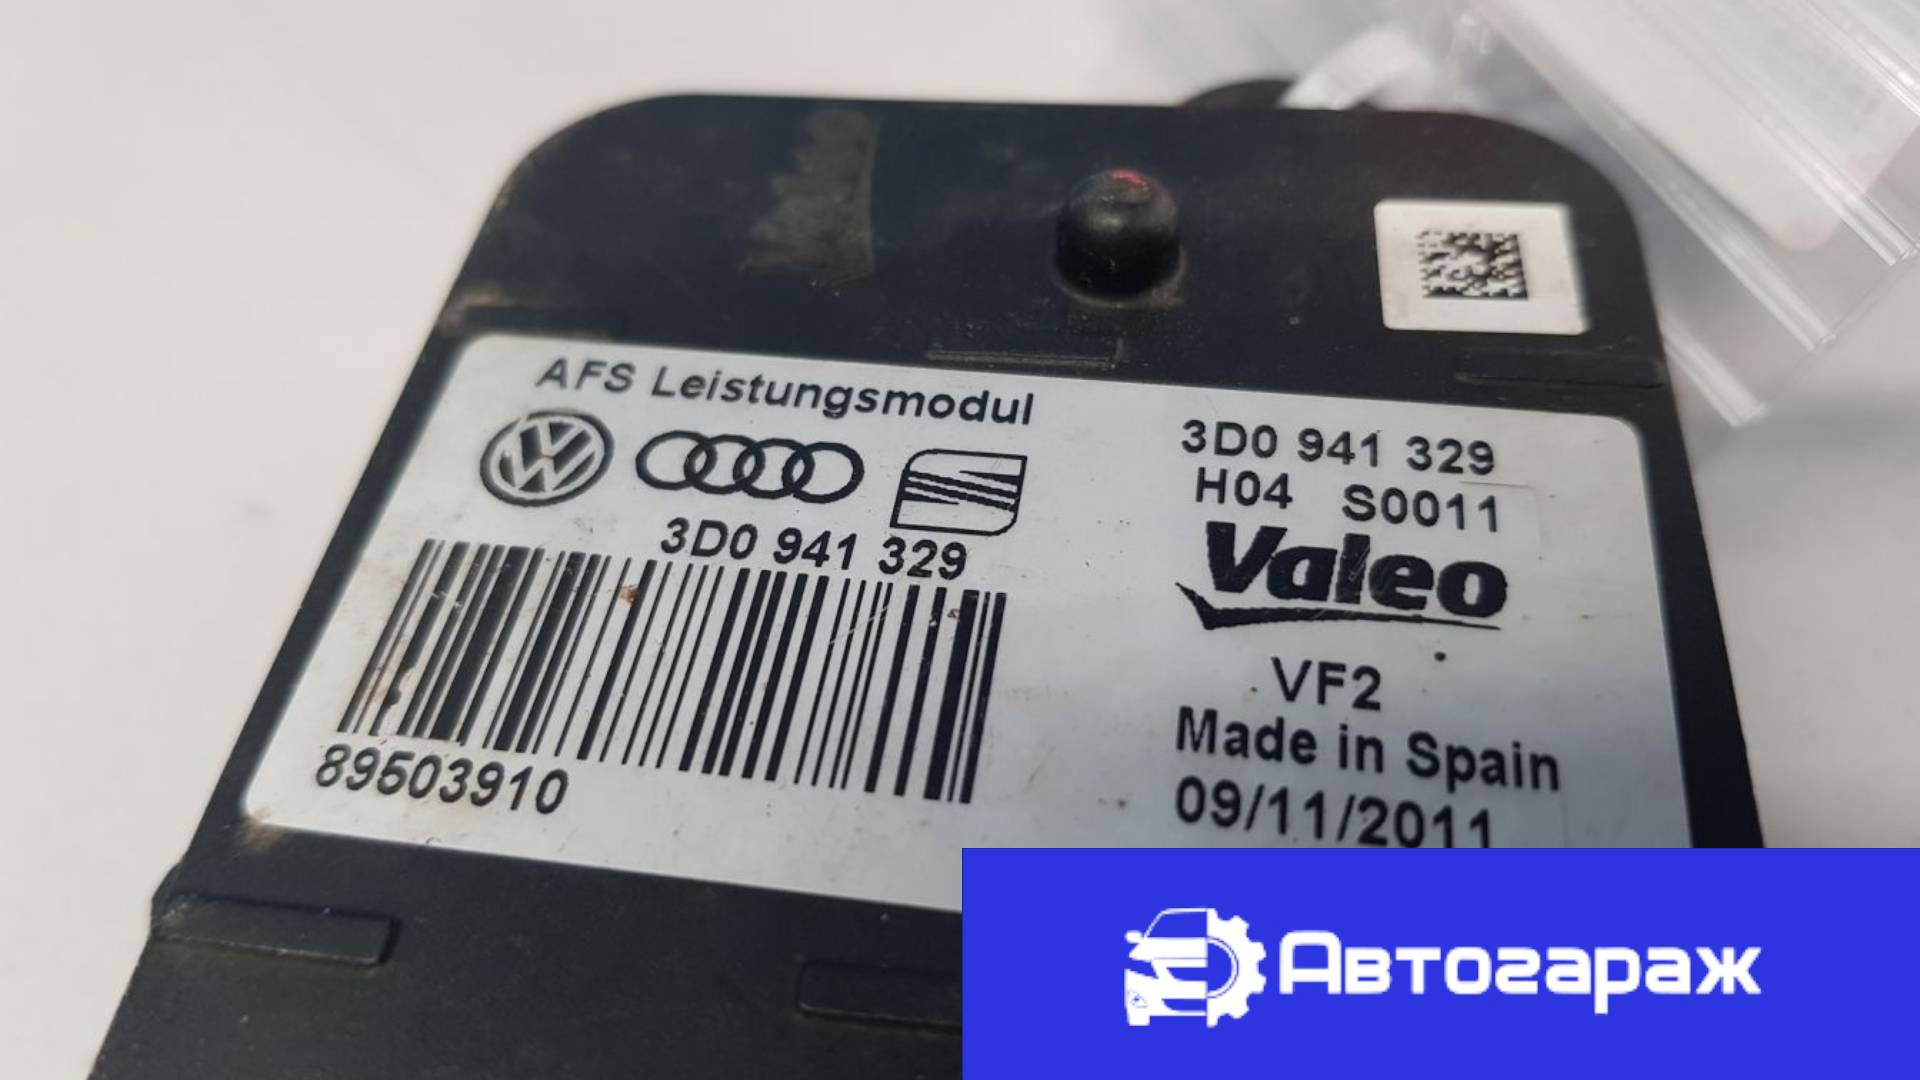 AFS Leistungsmodul
3D0 941 329
89503910
3D0 941 329
H04 S0011
Valeo
VF2
Made in Spain
09/11/2011
Автогараж